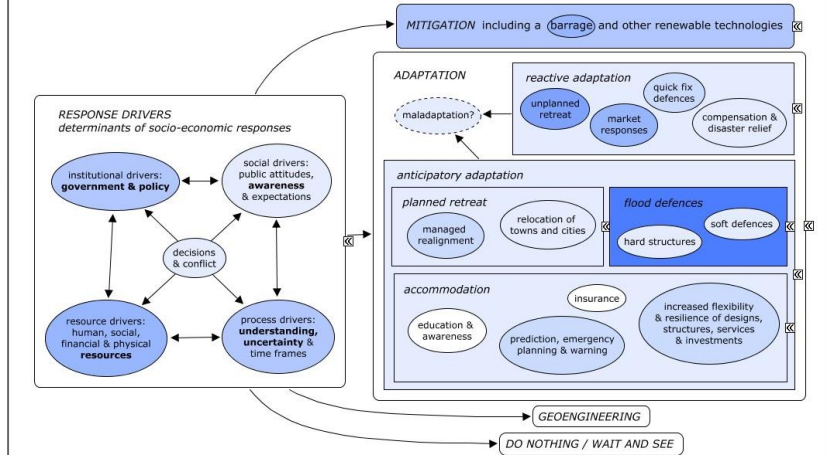 MITIGATION including a barrage and other renewable technologies
ADAPTATION
reactive adaptation
quick fix
defences
unplanned
retreat
market
responses
compensation &
disaster relief
maladaptation?
RESPONSE DRIVERS
determinants of socio-economic responses
institutional drivers:
government & policy
social drivers:
public attitudes,
awareness
& expectations
decisions
& conflict
resource drivers:
human, social,
financial & physical
resources
process drivers:
understanding,
uncertainty &
time frames
anticipatory adaptation
planned retreat
managed
realignment
relocation of
towns and cities
flood defences
soft defences
hard structures
accommodation
insurance
education &
awareness
prediction, emergency
planning & warning
increased flexibility
& resilience of designs,
structures, services
& investments
GEOENGINEERING
DO NOTHING / WAIT AND SEE